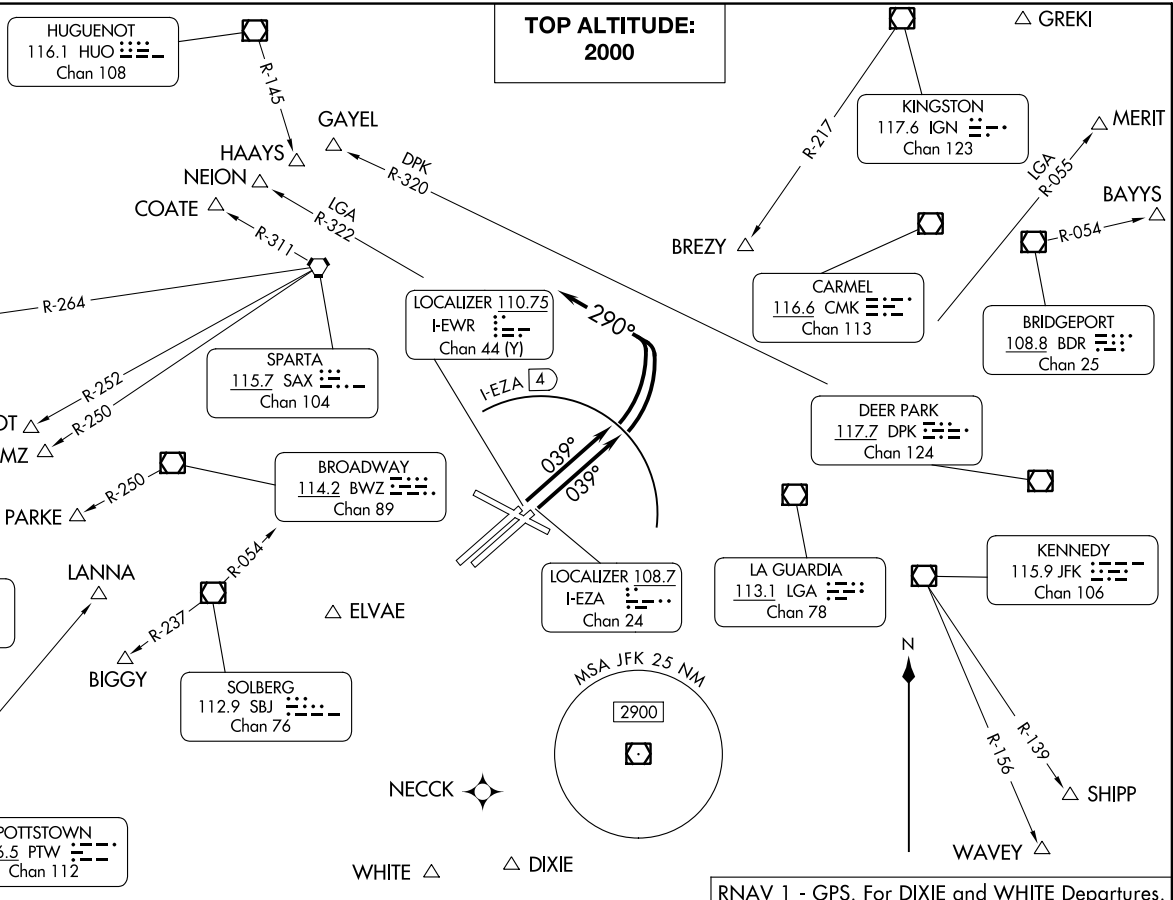 HUGUENOT
116.1 HUO
Chan 108
TOP ALTITUDE:
2000
GREKI
R-145
KINGSTON
117.6 IGN
Chan 123
R-217
MERIT
GAYEL
HAAYS
NEION
COATE
DPK
R-320
LGA
R-322
R-311
LGA
R-055
BAYYS
R-054
BREZY
R-264
CARMEL
116.6 CMK
Chan 113
LOCALIZER 110.75
I-EWR
Chan 44 (Y)
290°
BRIDGEPORT
108.8 BDR
Chan 25
SPARTA
115.7 SAX
Chan 104
R-252
R-250
I-EZA 4
OT
MZ
DEER PARK
117.7 DPK
Chan 124
039°
039°
BROADWAY
114.2 BWZ
Chan 89
R-250
PARKE
R-054
LANNA
ELVAE
LOCALIZER 108.7
I-EZA
Chan 24
LA GUARDIA
113.1 LGA
Chan 78
KENNEDY
115.9 JFK
Chan 106
R-237
BIGGY
SOLBERG
112.9 SBJ
Chan 76
MSA JFK 25 NM
2900
N
R-139
R-156
NECCK
SHIPP
POTTSTOWN
6.5 PTW
Chan 112
WHITE
DIXIE
WAVEY
RNAV 1 - GPS. For DIXIE and WHITE Departures.